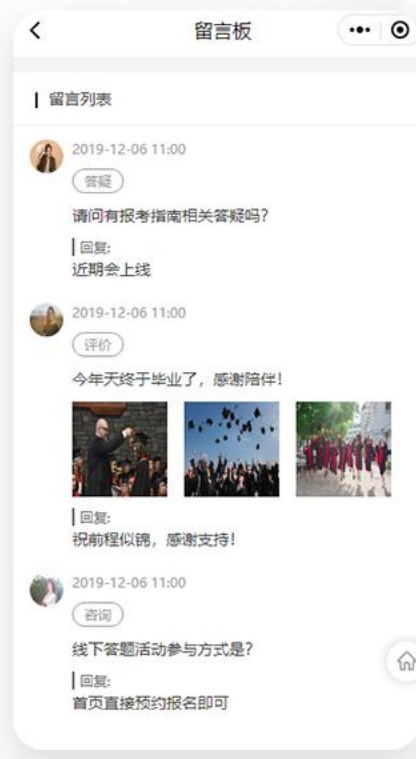 留言板
留言列表
2019-12-06 11:00
答疑
请问有报考指南相关答疑吗？
回复:
近期会上线
2019-12-06 11:00
评价
今年天终于毕业了，感谢陪伴！
回复:
祝前程似锦，感谢支持！
2019-12-06 11:00
咨询
线下答题活动参与方式是？
回复:
首页直接预约报名即可